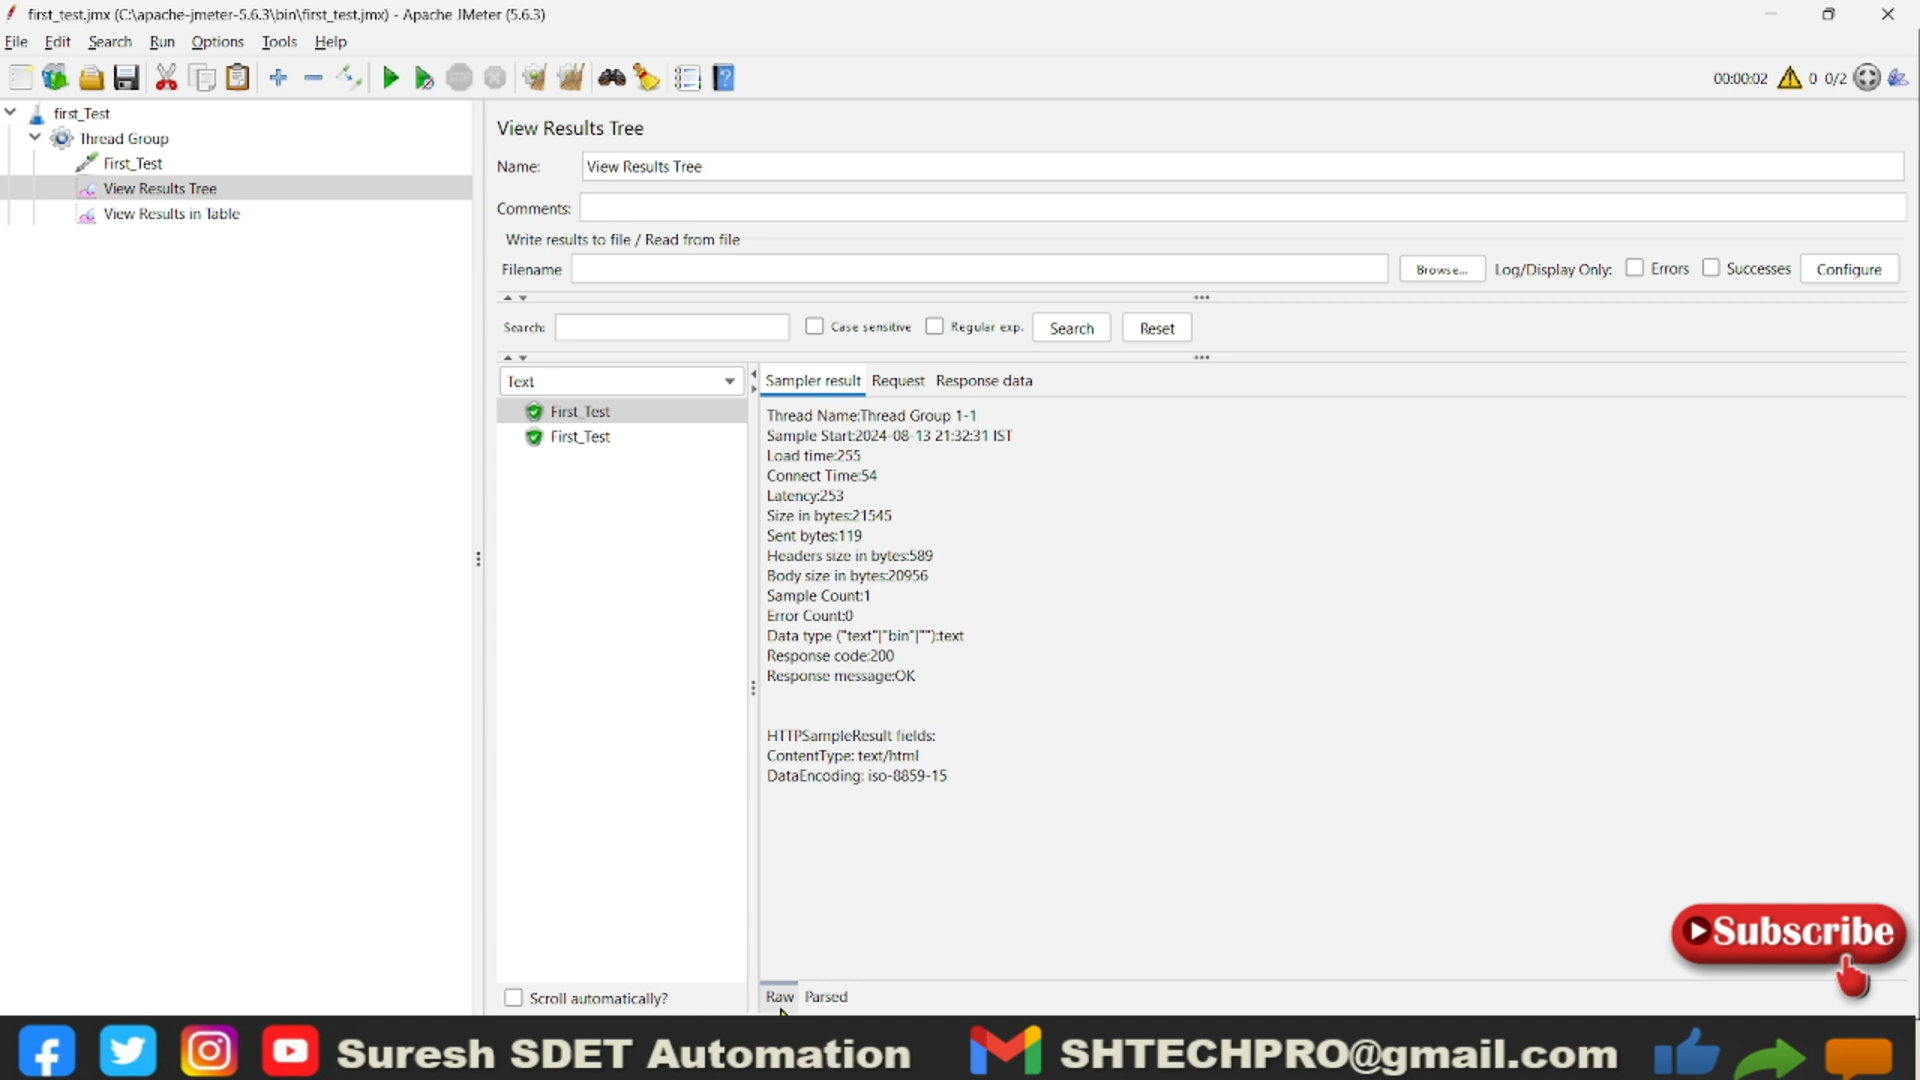 first_test.jmx (C:\apache-jmeter-5.6.3\bin\first_test.jmx) - Apache JMeter (5.6.3)
File Edit Search Run Options Tools Help
STOP
00:00:02 0 0/2
first_Test
Thread Group
First_Test
View Results Tree
View Results in Table
View Results Tree
Name: View Results Tree
Comments:
Write results to file / Read from file
Filename Browse... Log/Display Only: Errors Successes Configure
Search: Case sensitive Regular exp. Search Reset
Text
First_Test
First_Test
Scroll automatically?
Sampler result Request Response data
Thread Name:Thread Group 1-1
Sample Start:2024-08-13 21:32:31 IST
Load time:255
Connect Time:54
Latency:253
Size in bytes:21545
Sent bytes:119
Headers size in bytes:589
Body size in bytes:20956
Sample Count:1
Error Count:0
Data type ("text"|"bin"|""):text
Response code:200
Response message:OK
HTTPSampleResult fields:
ContentType: text/html
DataEncoding: iso-8859-15
Raw Parsed
Subscribe
Suresh SDET Automation SHTECHPRO@gmail.com